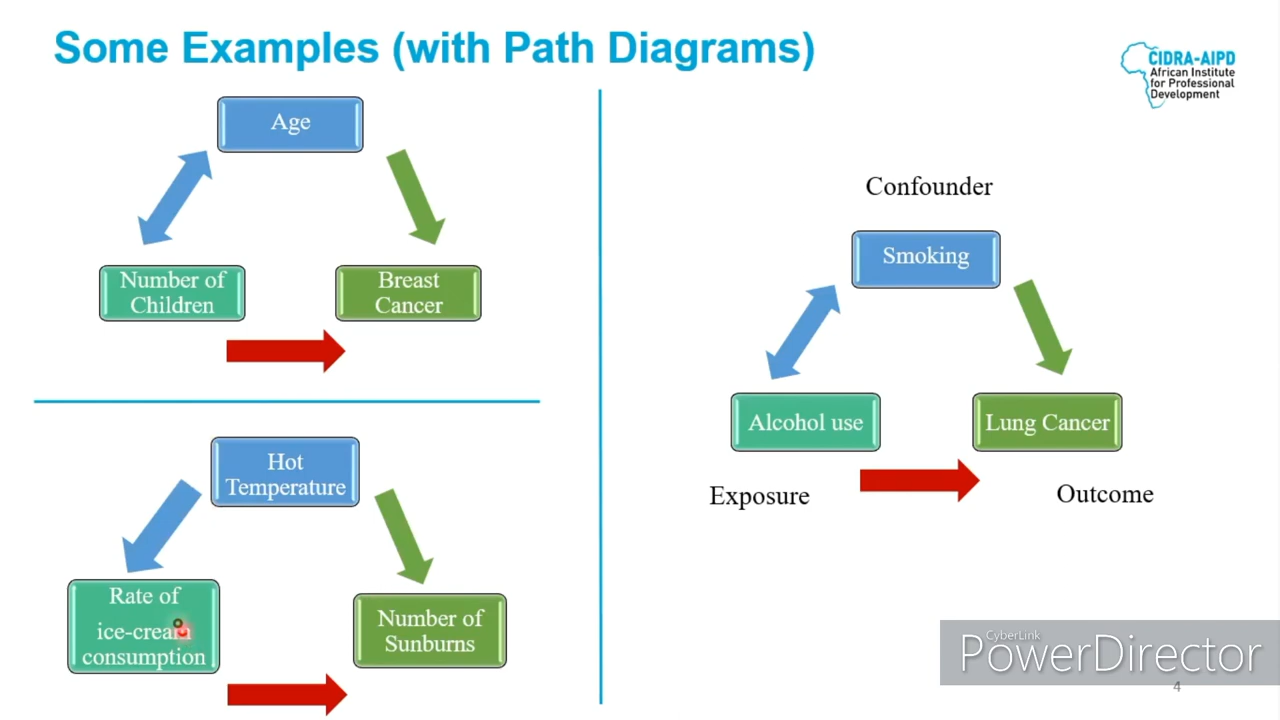 Some Examples (with Path Diagrams)
CIDRA-AIPD
African Institute
for Professional
Development
Age
Number of
Children
Breast
Cancer
Hot
Temperature
Rate of
ice-cream
consumption
Number of
Sunburns
Confounder
Smoking
Alcohol use
Lung Cancer
Exposure
Outcome
CyberLink
PowerDirector
4